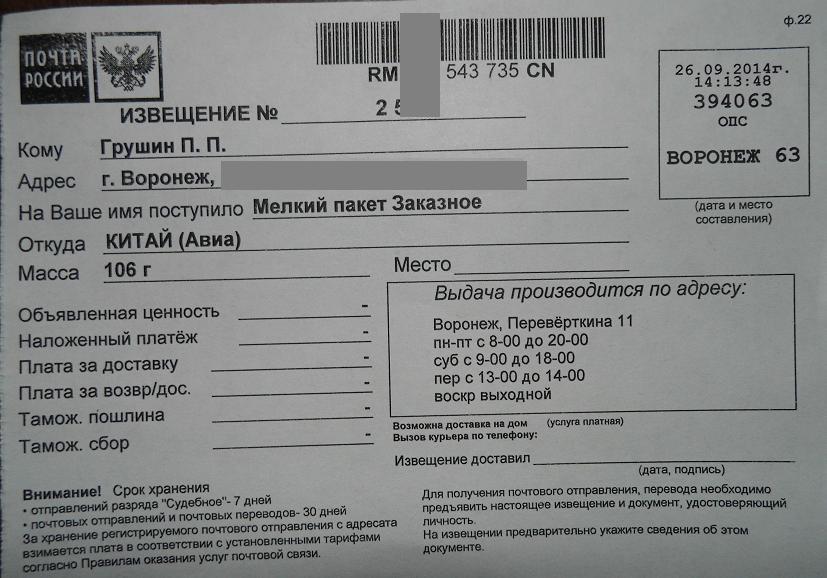 ф.22
ПОЧТА
РОССИИ
RM 543 735 CN
ИЗВЕЩЕНИЕ № 2 5
26.09.2014г.
14:13:48
394063
ОПС
ВОРОНЕЖ 63
(дата и место
составления)
Кому Грушин П. П.
Адрес г. Воронеж,
На Ваше имя поступило Мелкий пакет Заказное
Откуда КИТАЙ (Авиа)
Масса 106 г
Место
Объявленная ценность -
Наложенный платёж -
Плата за доставку -
Плата за возвр/дос. -
Тамож. пошлина -
Тамож. сбор -
Выдача производится по адресу:
Воронеж, Перевёрткина 11
пн-пт с 8-00 до 20-00
суб с 9-00 до 18-00
пер с 13-00 до 14-00
воскр выходной
Возможна доставка на дом (услуга платная)
Вызов курьера по телефону:
Извещение доставил
(дата, подпись)
Внимание! Срок хранения
• отправлений разряда "Судебное"- 7 дней
• почтовых отправлений и почтовых переводов- 30 дней
За хранение регистрируемого почтового отправления с адресата
взимается плата в соответствии с установленными тарифами
согласно Правилам оказания услуг почтовой связи.
Для получения почтового отправления, перевода необходимо
предъявить настоящее извещение и документ, удостоверяющий
личность.
На извещении предварительно укажите сведения об этом
документе.